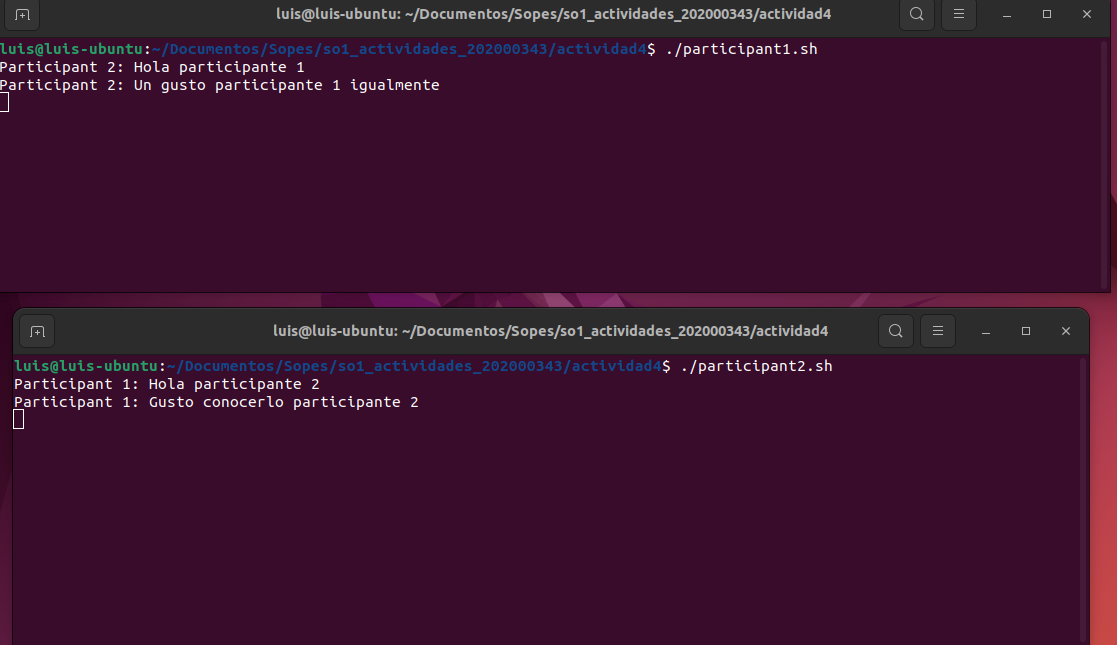 luis@luis-ubuntu: ~/Documentos/Sopes/so1_actividades_202000343/actividad4
luis@luis-ubuntu:~/Documentos/Sopes/so1_actividades_202000343/actividad4$ ./participant1.sh
Participant 2: Hola participante 1
Participant 2: Un gusto participante 1 igualmente
luis@luis-ubuntu: ~/Documentos/Sopes/so1_actividades_202000343/actividad4
luis@luis-ubuntu:~/Documentos/Sopes/so1_actividades_202000343/actividad4$ ./participant2.sh
Participant 1: Hola participante 2
Participant 1: Gusto conocerlo participante 2